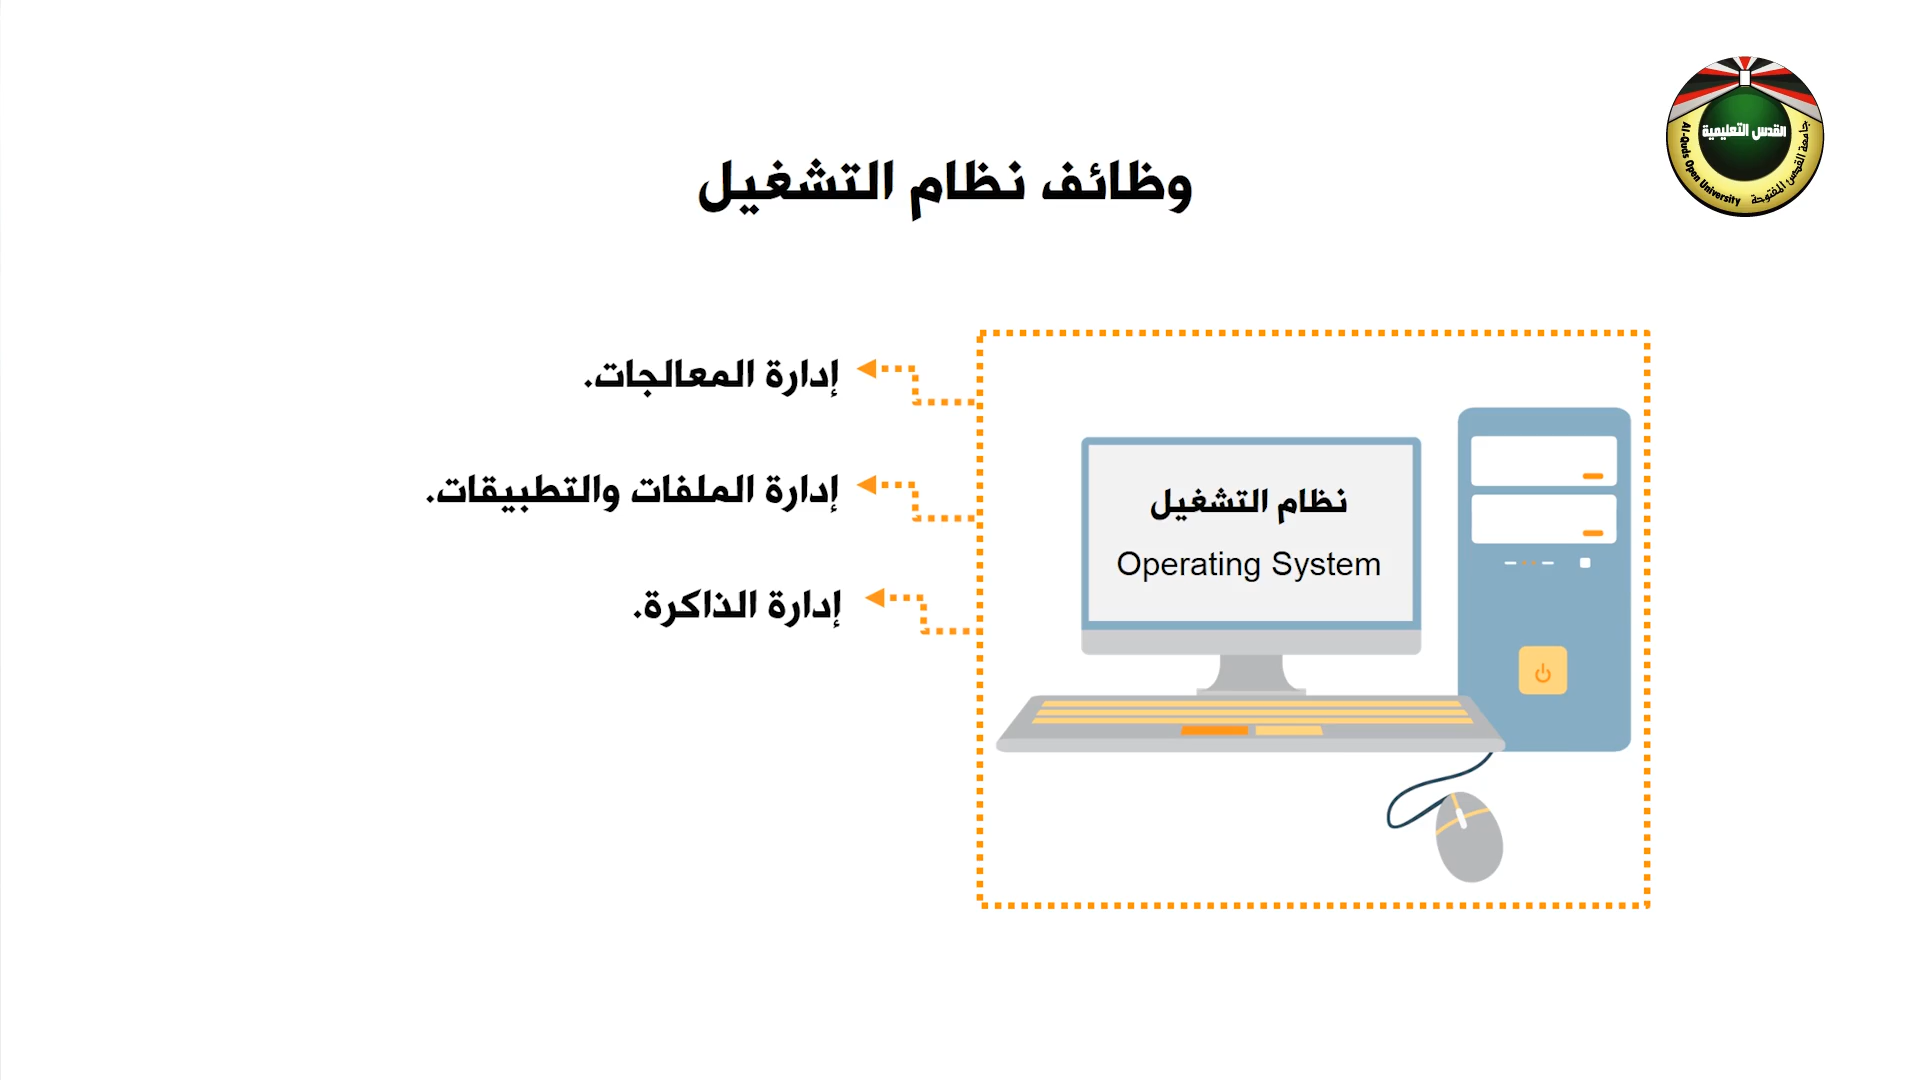 القدس التعليمية
جامعة القدس المفتوحة
Al-Quds Open University
وظائف نظام التشغيل
إدارة المعالجات.
إدارة الملفات والتطبيقات.
إدارة الذاكرة.
نظام التشغيل
Operating System